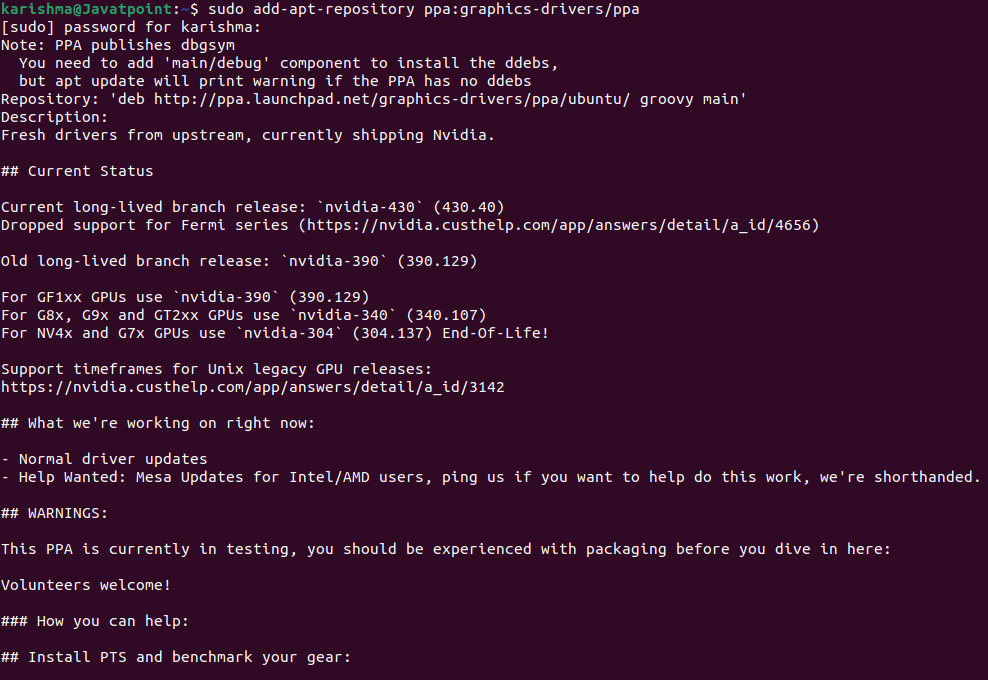 karishma@Javatpoint:~$ sudo add-apt-repository ppa:graphics-drivers/ppa
[sudo] password for karishma:
Note: PPA publishes dbgsym
  You need to add 'main/debug' component to install the ddebs,
  but apt update will print warning if the PPA has no ddebs
Repository: 'deb http://ppa.launchpad.net/graphics-drivers/ppa/ubuntu/ groovy main'
Description:
Fresh drivers from upstream, currently shipping Nvidia.

## Current Status

Current long-lived branch release: `nvidia-430` (430.40)
Dropped support for Fermi series (https://nvidia.custhelp.com/app/answers/detail/a_id/4656)

Old long-lived branch release: `nvidia-390` (390.129)

For GF1xx GPUs use `nvidia-390` (390.129)
For G8x, G9x and GT2xx GPUs use `nvidia-340` (340.107)
For NV4x and G7x GPUs use `nvidia-304` (304.137) End-Of-Life!

Support timeframes for Unix legacy GPU releases:
https://nvidia.custhelp.com/app/answers/detail/a_id/3142

## What we're working on right now:

- Normal driver updates
- Help Wanted: Mesa Updates for Intel/AMD users, ping us if you want to help do this work, we're shorthanded.

## WARNINGS:

This PPA is currently in testing, you should be experienced with packaging before you dive in here:

Volunteers welcome!

### How you can help:

## Install PTS and benchmark your gear: